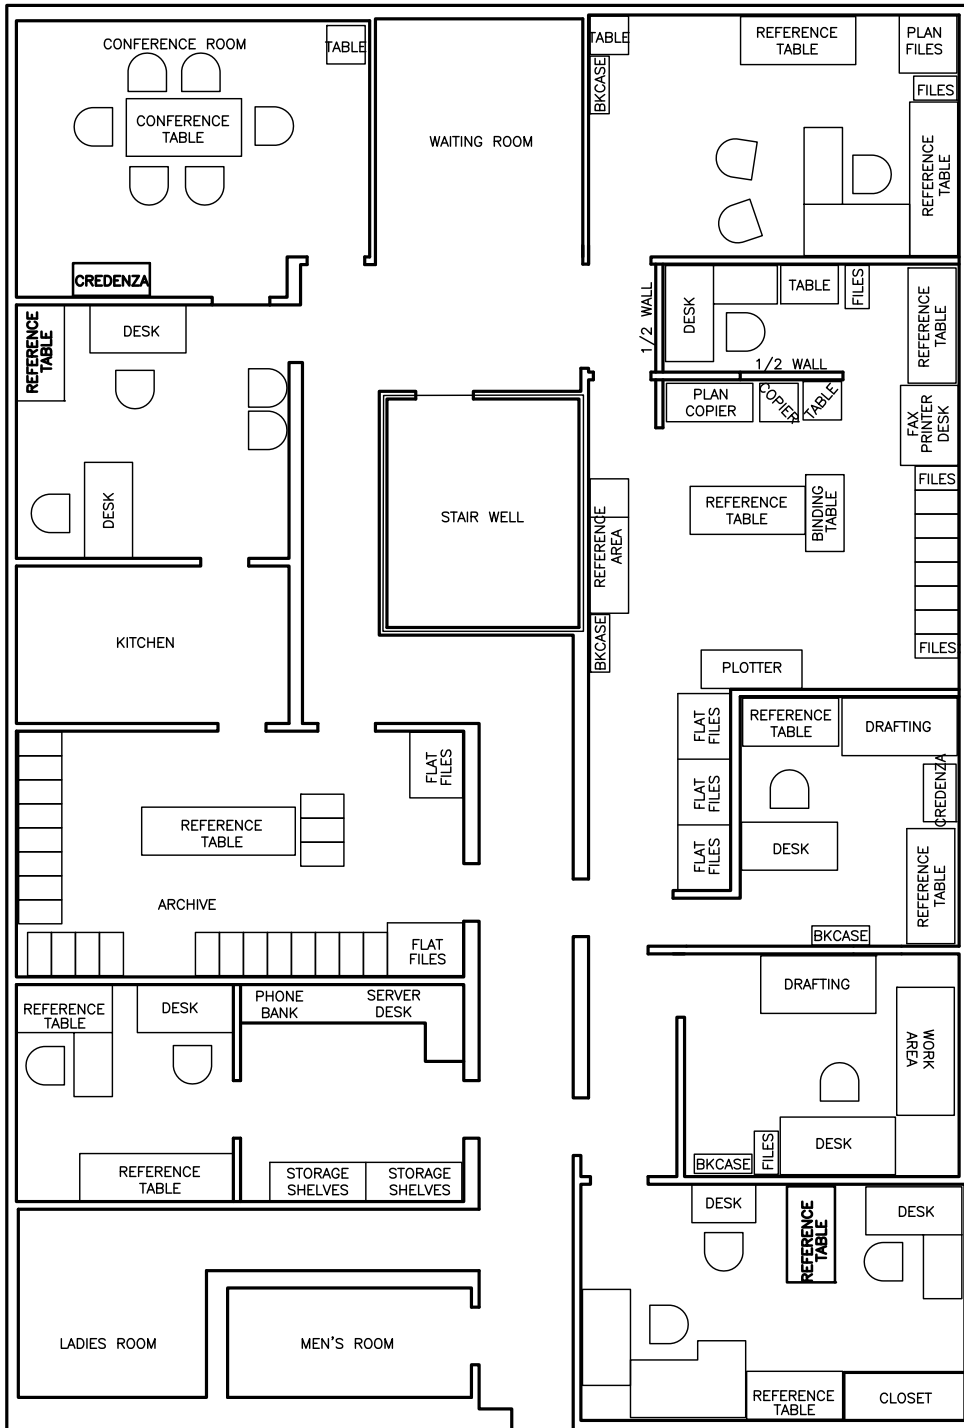 CONFERENCE ROOM
TABLE
CONFERENCE
TABLE
CREDENZA
WAITING ROOM
TABLE
BKCASE
REFERENCE
TABLE
PLAN
FILES
FILES
REFERENCE
TABLE
REFERENCE
TABLE
DESK
DESK
1/2 WALL
DESK
TABLE
FILES
REFERENCE
TABLE
1/2 WALL
PLAN
COPIER
COPIER
TABLE
FAX
PRINTER
DESK
STAIR WELL
REFERENCE
AREA
BKCASE
REFERENCE
TABLE
BINDING
TABLE
FILES
FILES
KITCHEN
PLOTTER
FLAT
FILES
FLAT
FILES
FLAT
FILES
FLAT
FILES
REFERENCE
TABLE
ARCHIVE
FLAT
FILES
REFERENCE
TABLE
DRAFTING
CREDENZA
DESK
REFERENCE
TABLE
BKCASE
REFERENCE
TABLE
DESK
PHONE
BANK
SERVER
DESK
DRAFTING
WORK
AREA
DESK
FILES
BKCASE
REFERENCE
TABLE
STORAGE
SHELVES
STORAGE
SHELVES
DESK
REFERENCE
TABLE
DESK
LADIES ROOM
MEN'S ROOM
REFERENCE
TABLE
CLOSET